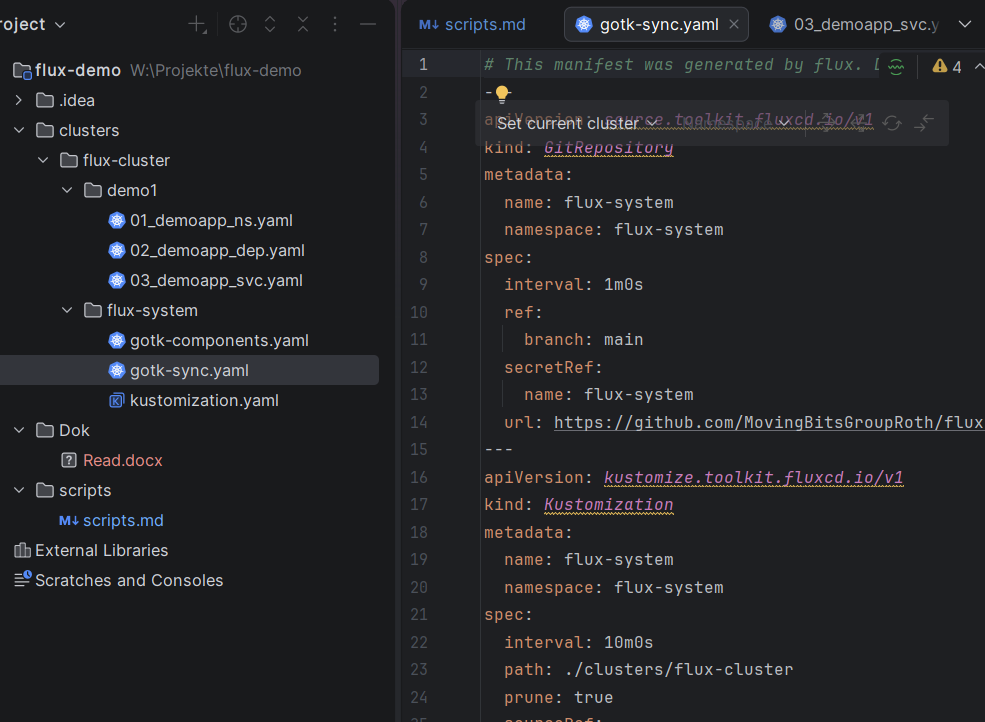 roject
flux-demo W:\Projekte\flux-demo
.idea
clusters
flux-cluster
demo1
01_demoapp_ns.yaml
02_demoapp_dep.yaml
03_demoapp_svc.yaml
flux-system
gotk-components.yaml
gotk-sync.yaml
kustomization.yaml
Dok
Read.docx
scripts
M↓ scripts.md
External Libraries
Scratches and Consoles
M↓ scripts.md gotk-sync.yaml 03_demoapp_svc.y
1 # This manifest was generated by flux. D 4
2 ---
Set current cluster
3 apiVersion: source.toolkit.fluxcd.io/v1
4 kind: GitRepository
5 metadata:
6 name: flux-system
7 namespace: flux-system
8 spec:
9 interval: 1m0s
10 ref:
11 branch: main
12 secretRef:
13 name: flux-system
14 url: https://github.com/MovingBitsGroupRoth/flux
15 ---
16 apiVersion: kustomize.toolkit.fluxcd.io/v1
17 kind: Kustomization
18 metadata:
19 name: flux-system
20 namespace: flux-system
21 spec:
22 interval: 10m0s
23 path: ./clusters/flux-cluster
24 prune: true
25 sourceRef: